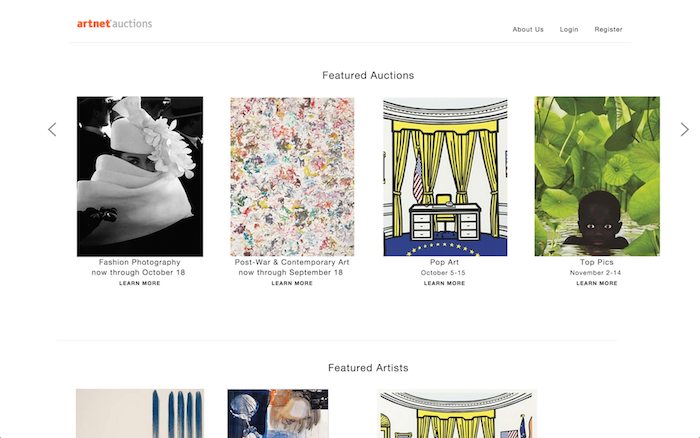 artnet auctions
About Us Login Register
Featured Auctions
Fashion Photography
now through October 18
LEARN MORE
Post-War & Contemporary Art
now through September 18
LEARN MORE
Pop Art
October 5-15
LEARN MORE
Top Pics
November 2-14
LEARN MORE
Featured Artists